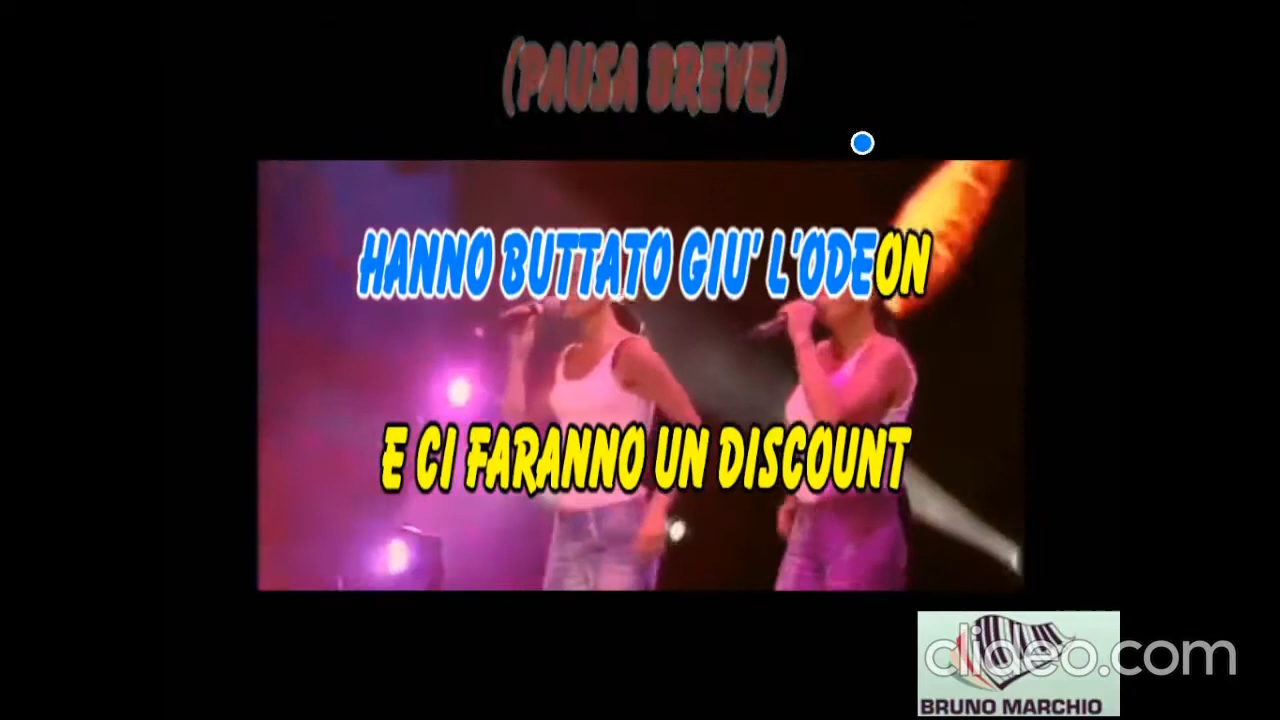 (PAUSA BREVE)
HANNO BUTTATO GIU' L'ODEON
E CI FARANNO UN DISCOUNT
clideo.com
BRUNO MARCHIO